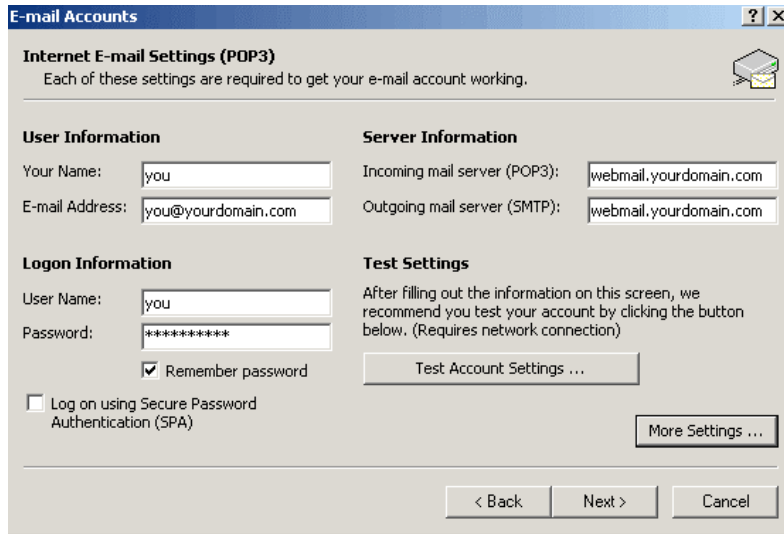 E-mail Accounts
Internet E-mail Settings (POP3)
Each of these settings are required to get your e-mail account working.
User Information
Your Name: you
E-mail Address: you@yourdomain.com
Server Information
Incoming mail server (POP3): webmail.yourdomain.com
Outgoing mail server (SMTP): webmail.yourdomain.com
Logon Information
User Name: you
Password: **********
Remember password
Log on using Secure Password
Authentication (SPA)
Test Settings
After filling out the information on this screen, we
recommend you test your account by clicking the button
below. (Requires network connection)
Test Account Settings ...
More Settings ...
< Back
Next >
Cancel